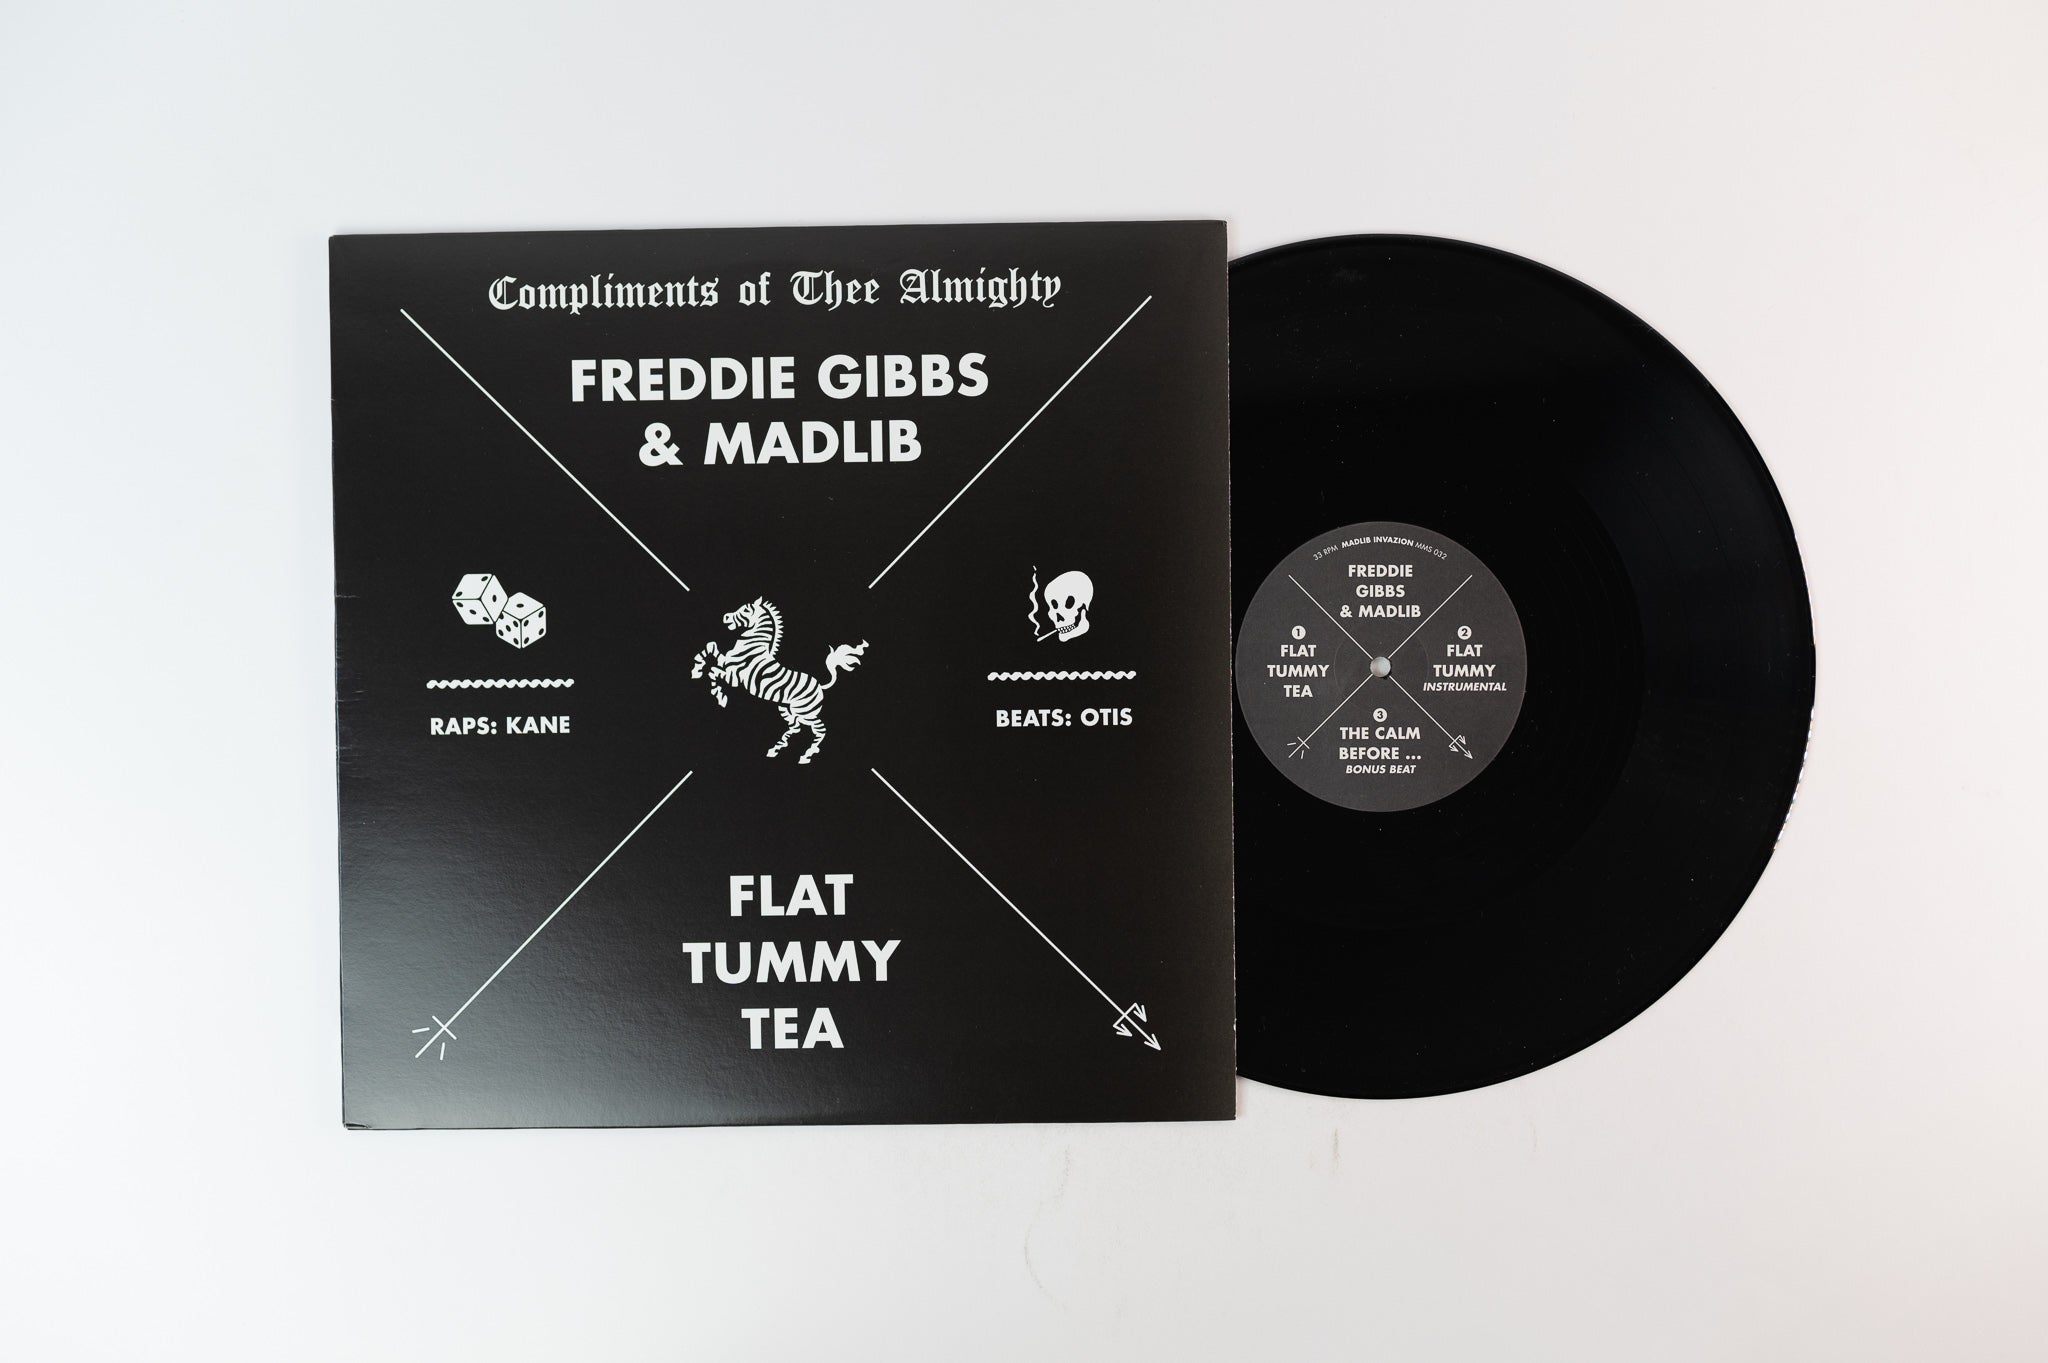 Compliments of Thee Almighty
FREDDIE GIBBS
& MADLIB
RAPS: KANE
BEATS: OTIS
FLAT
TUMMY
TEA
33 RPM MADLIB INVAZION MMS 032
FREDDIE
GIBBS
& MADLIB
1
FLAT
TUMMY
TEA
2
FLAT
TUMMY
INSTRUMENTAL
3
THE CALM
BEFORE ...
BONUS BEAT